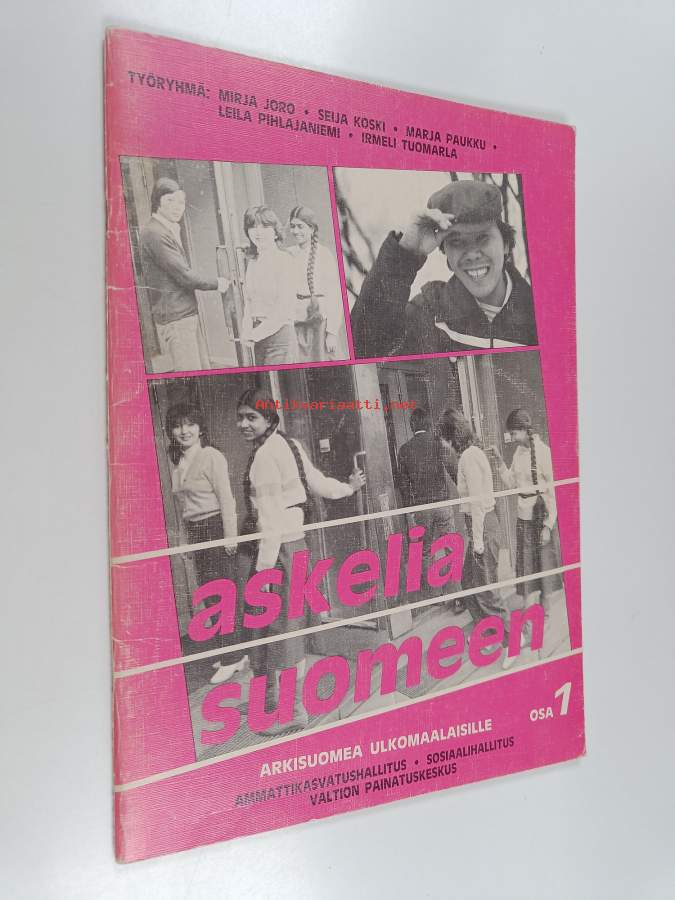 TYÖRYHMÄ: MIRJA JORO • SEIJA KOSKI • MARJA PAUKKU •
LEILA PIHLAJANIEMI • IRMELI TUOMARLA
Antikvariaatti.net
askelia
suomeen
ARKISUOMEA ULKOMAALAISILLE
OSA 1
AMMATTIKASVATUSHALLITUS • SOSIAALIHALLITUS
VALTION PAINATUSKESKUS